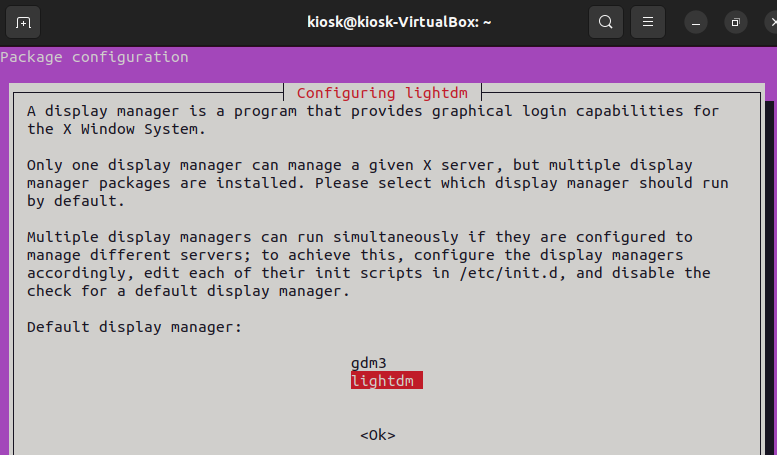 kiosk@kiosk-VirtualBox: ~
Package configuration
Configuring lightdm
A display manager is a program that provides graphical login capabilities for
the X Window System.
Only one display manager can manage a given X server, but multiple display
manager packages are installed. Please select which display manager should run
by default.
Multiple display managers can run simultaneously if they are configured to
manage different servers; to achieve this, configure the display managers
accordingly, edit each of their init scripts in /etc/init.d, and disable the
check for a default display manager.
Default display manager:
gdm3
lightdm
<Ok>